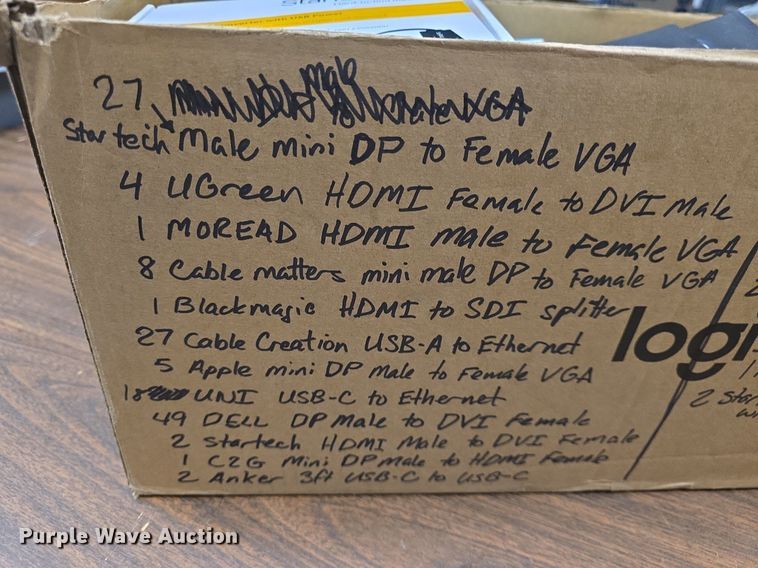 27
Startech Male mini DP to Female VGA
4 UGreen HDMI Female to DVI Male
1 MOREAD HDMI male to Female VGA
8 Cable matters mini male DP to Female VGA
1 Blackmagic HDMI to SDI splitter
27 Cable Creation USB-A to Ethernet
5 Apple mini DP Male to Female VGA
18 UNI USB-C to Ethernet
49 DELL DP Male to DVI Female
2 Startech HDMI Male to DVI Female
1 C2G Mini DP male to HDMI Female
2 Anker 3ft USB-C to USB-C
logi
2 Star
Purple Wave Auction